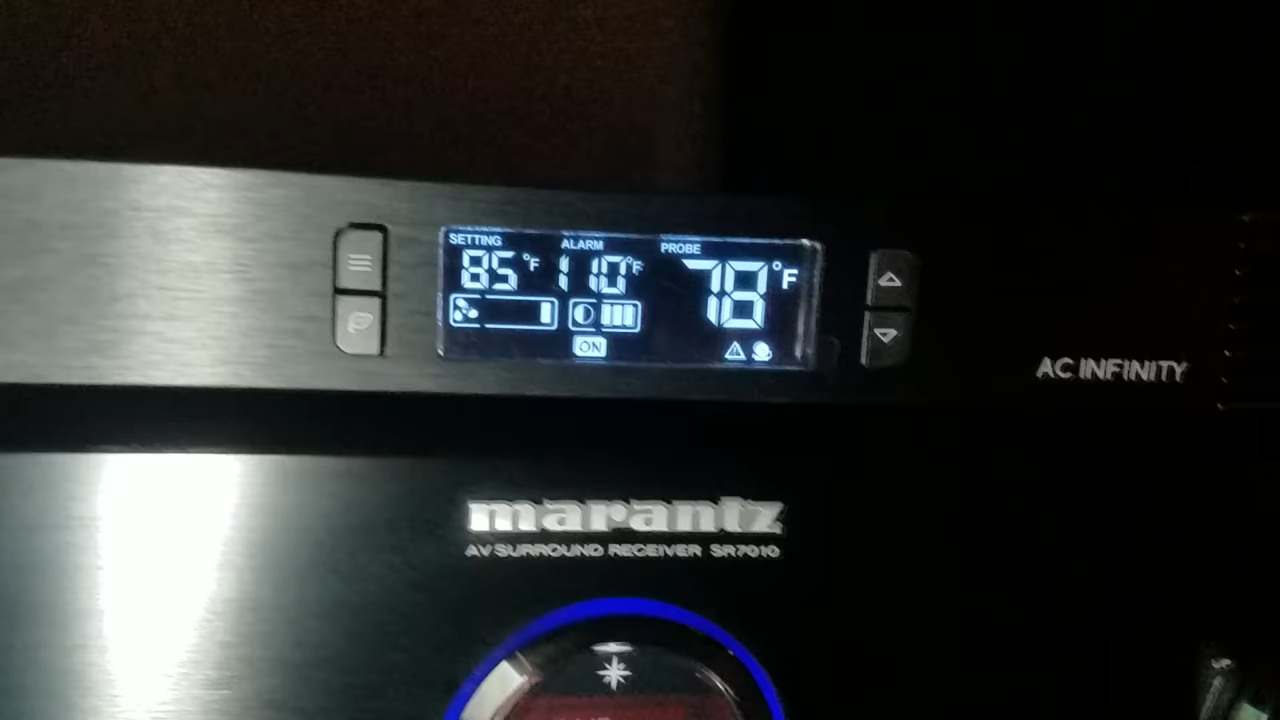 SETTING ALARM PROBE
85°F 110°F 78°F
ON
AC INFINITY
marantz
AV SURROUND RECEIVER SR7010